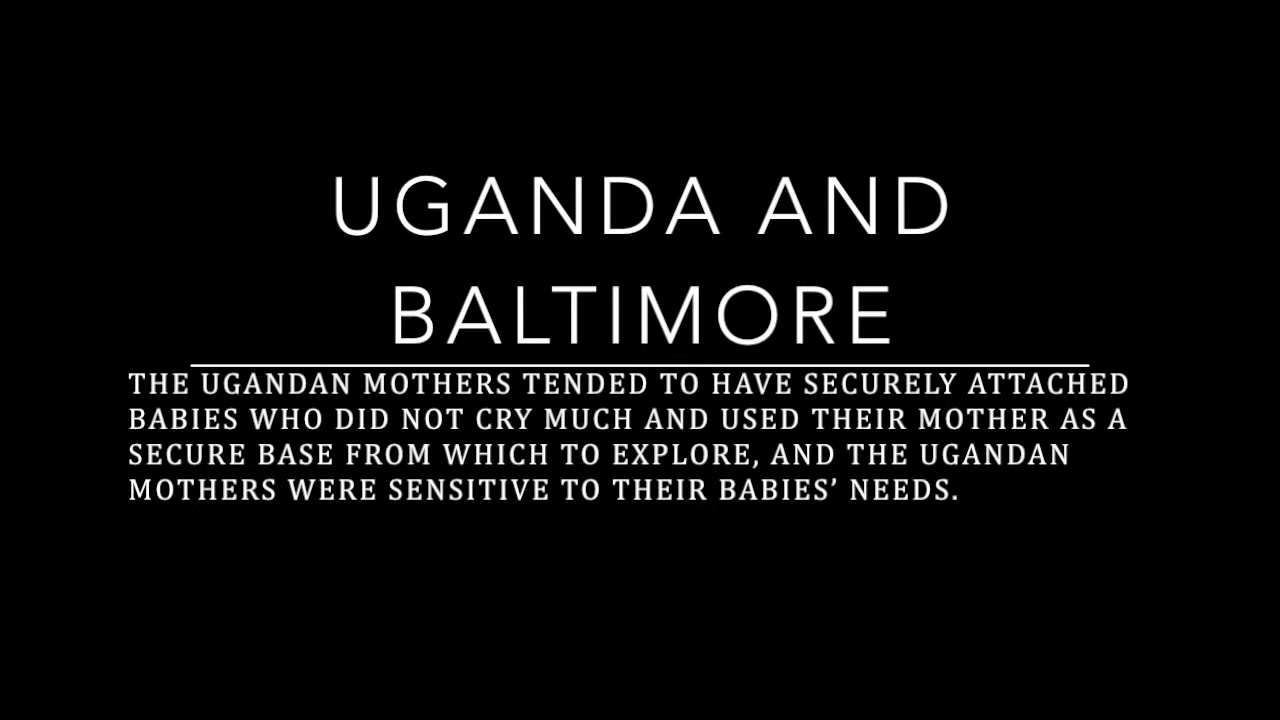 UGANDA AND
BALTIMORE
THE UGANDAN MOTHERS TENDED TO HAVE SECURELY ATTACHED
BABIES WHO DID NOT CRY MUCH AND USED THEIR MOTHER AS A
SECURE BASE FROM WHICH TO EXPLORE, AND THE UGANDAN
MOTHERS WERE SENSITIVE TO THEIR BABIES’ NEEDS.